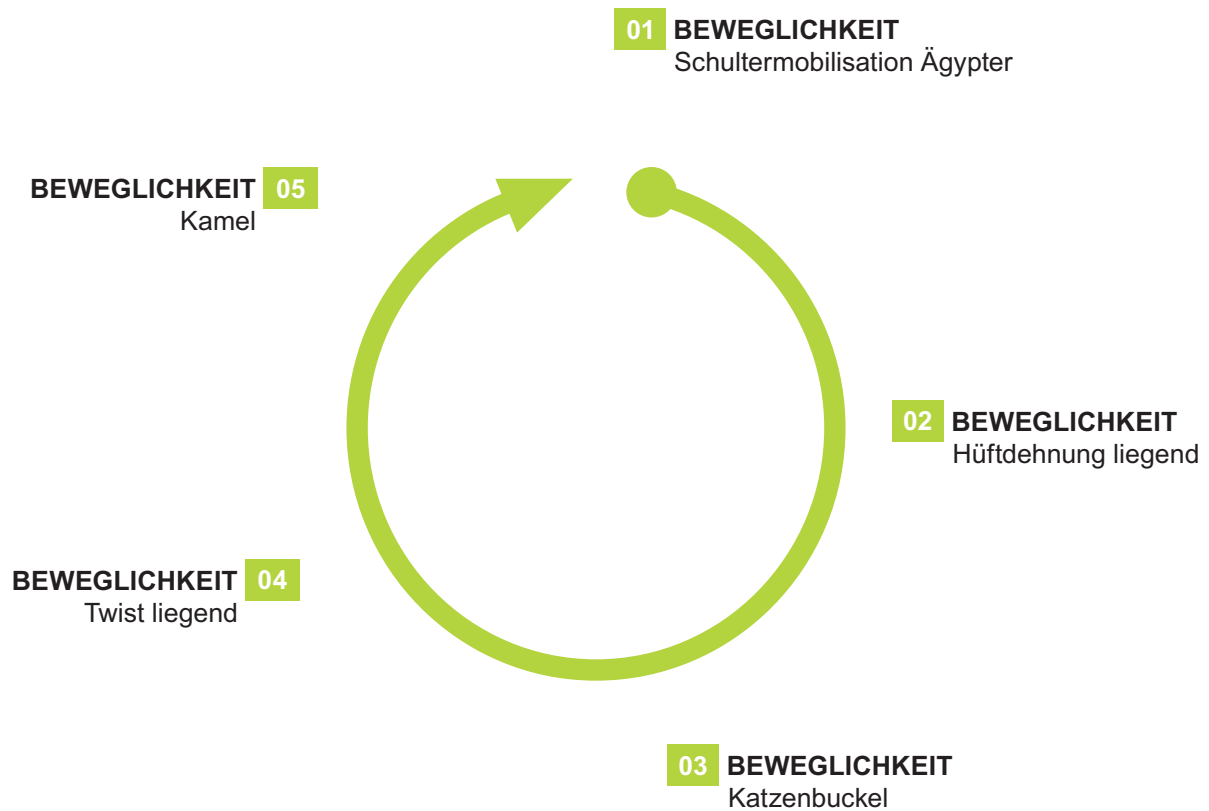 01 BEWEGLICHKEIT
Schultermobilisation Ägypter
02 BEWEGLICHKEIT
Hüftdehnung liegend
03 BEWEGLICHKEIT
Katzenbuckel
BEWEGLICHKEIT 04
Twist liegend
BEWEGLICHKEIT 05
Kamel